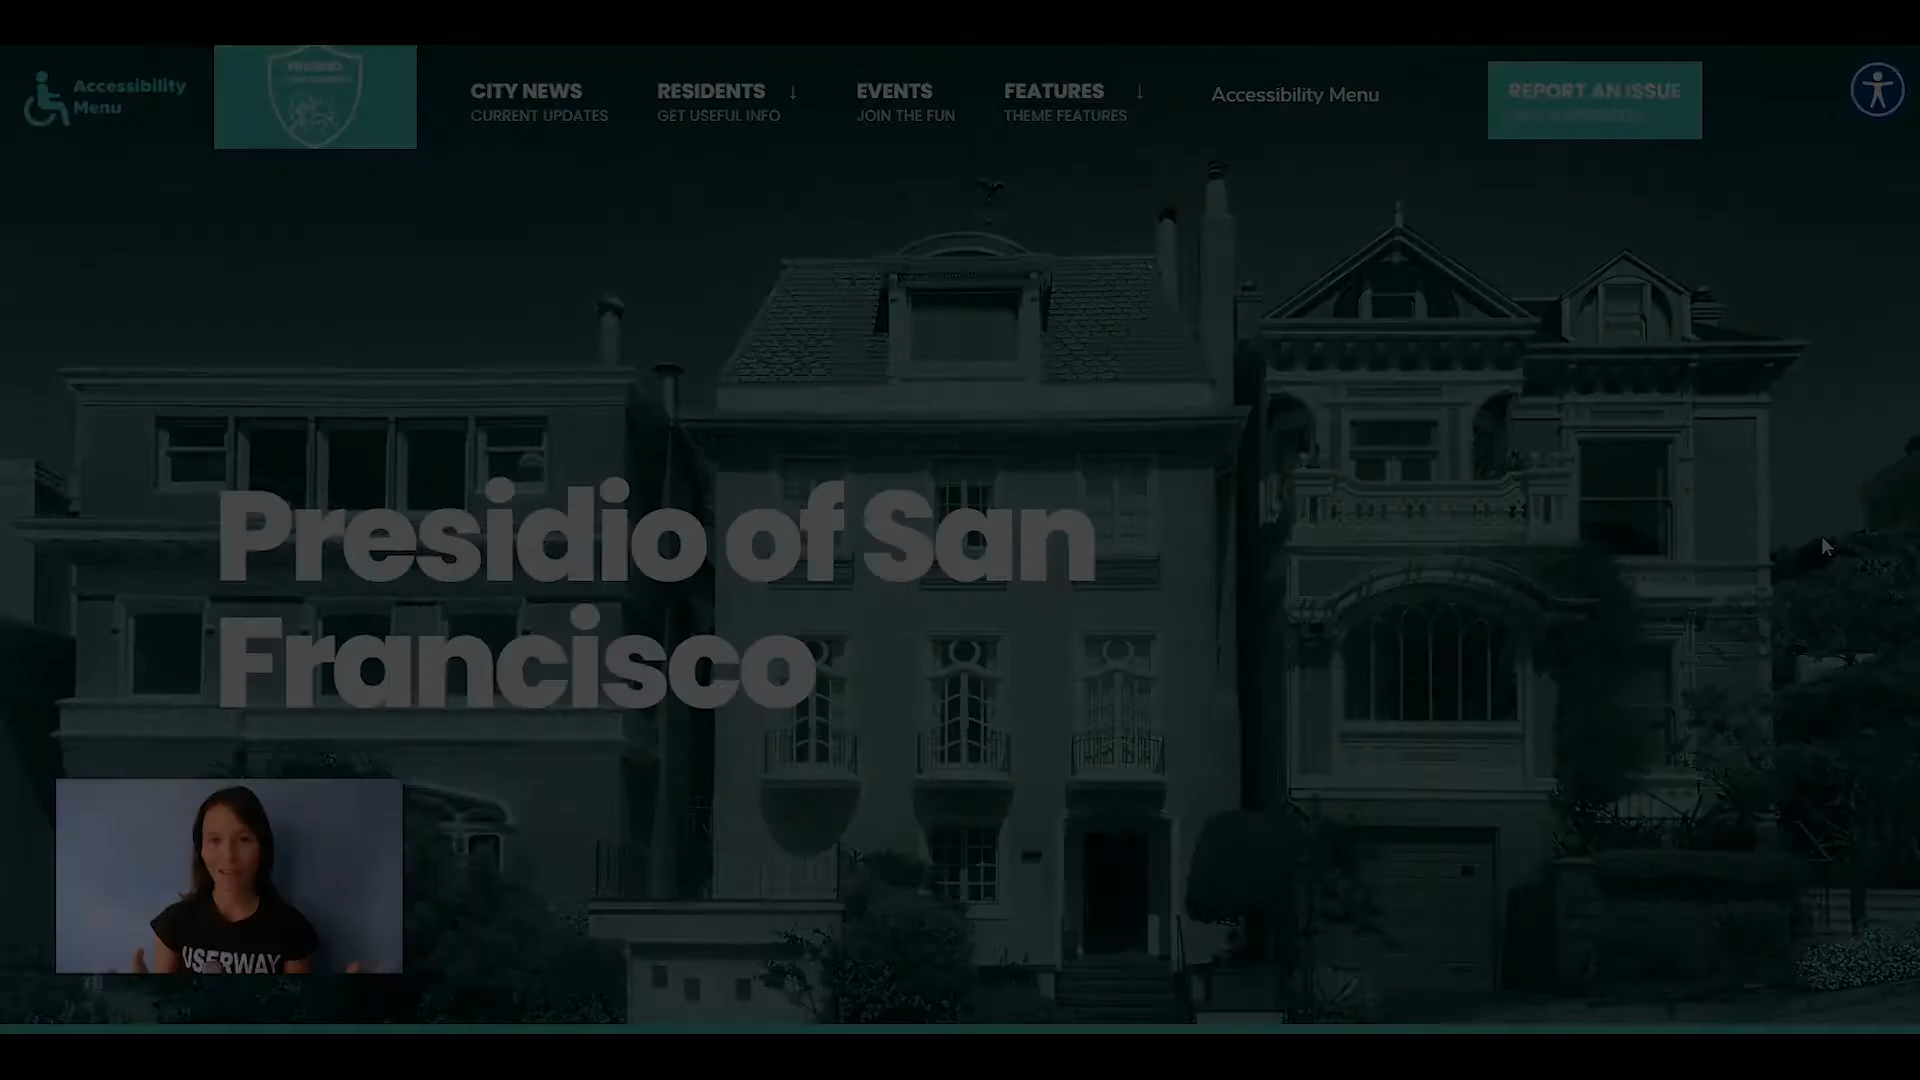 Accessibility
Menu
PRESIDIO
CITY NEWS
CURRENT UPDATES
RESIDENTS ↓
GET USEFUL INFO
EVENTS
JOIN THE FUN
FEATURES ↓
THEME FEATURES
Accessibility Menu
REPORT AN ISSUE
Presidio of San
Francisco
USERWAY